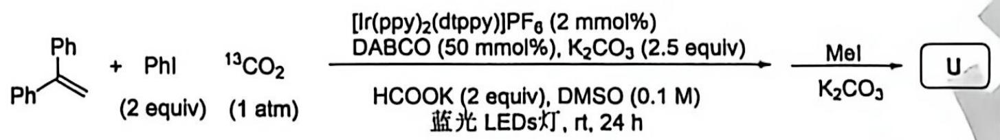 [Ir(ppy)₂(dtppy)]PF₆ (2 mmol%)
DABCO (50 mmol%), K₂CO₃ (2.5 equiv)
Ph
Ph
+ PhI
¹³CO₂
(2 equiv)
(1 atm)
HCOOK (2 equiv), DMSO (0.1 M)
蓝光 LEDs灯, rt, 24 h
MeI
K₂CO₃
U